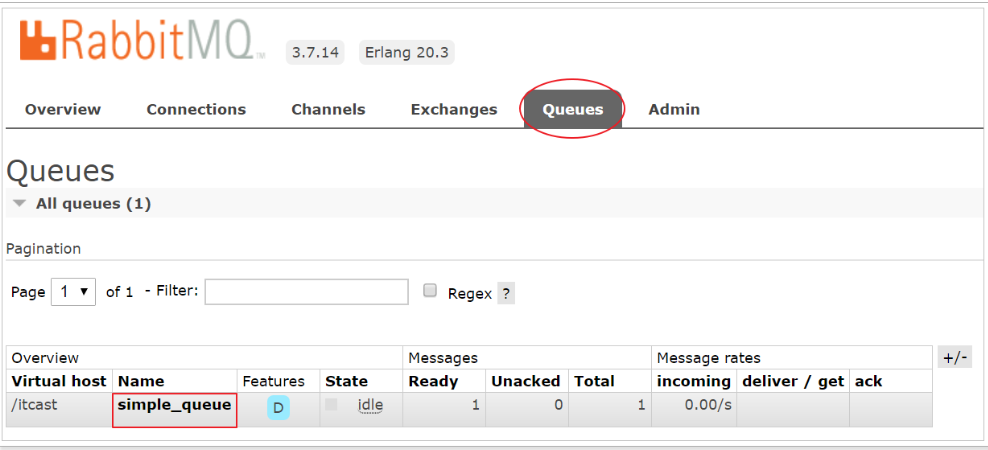 RabbitMQ TM 3.7.14 Erlang 20.3
Overview Connections Channels Exchanges Queues Admin
Queues
All queues (1)
Pagination
Page 1 of 1 - Filter: Regex ?
Overview Messages Message rates +/-
Virtual host Name Features State Ready Unacked Total incoming deliver / get ack
/itcast simple_queue D idle 1 0 1 0.00/s